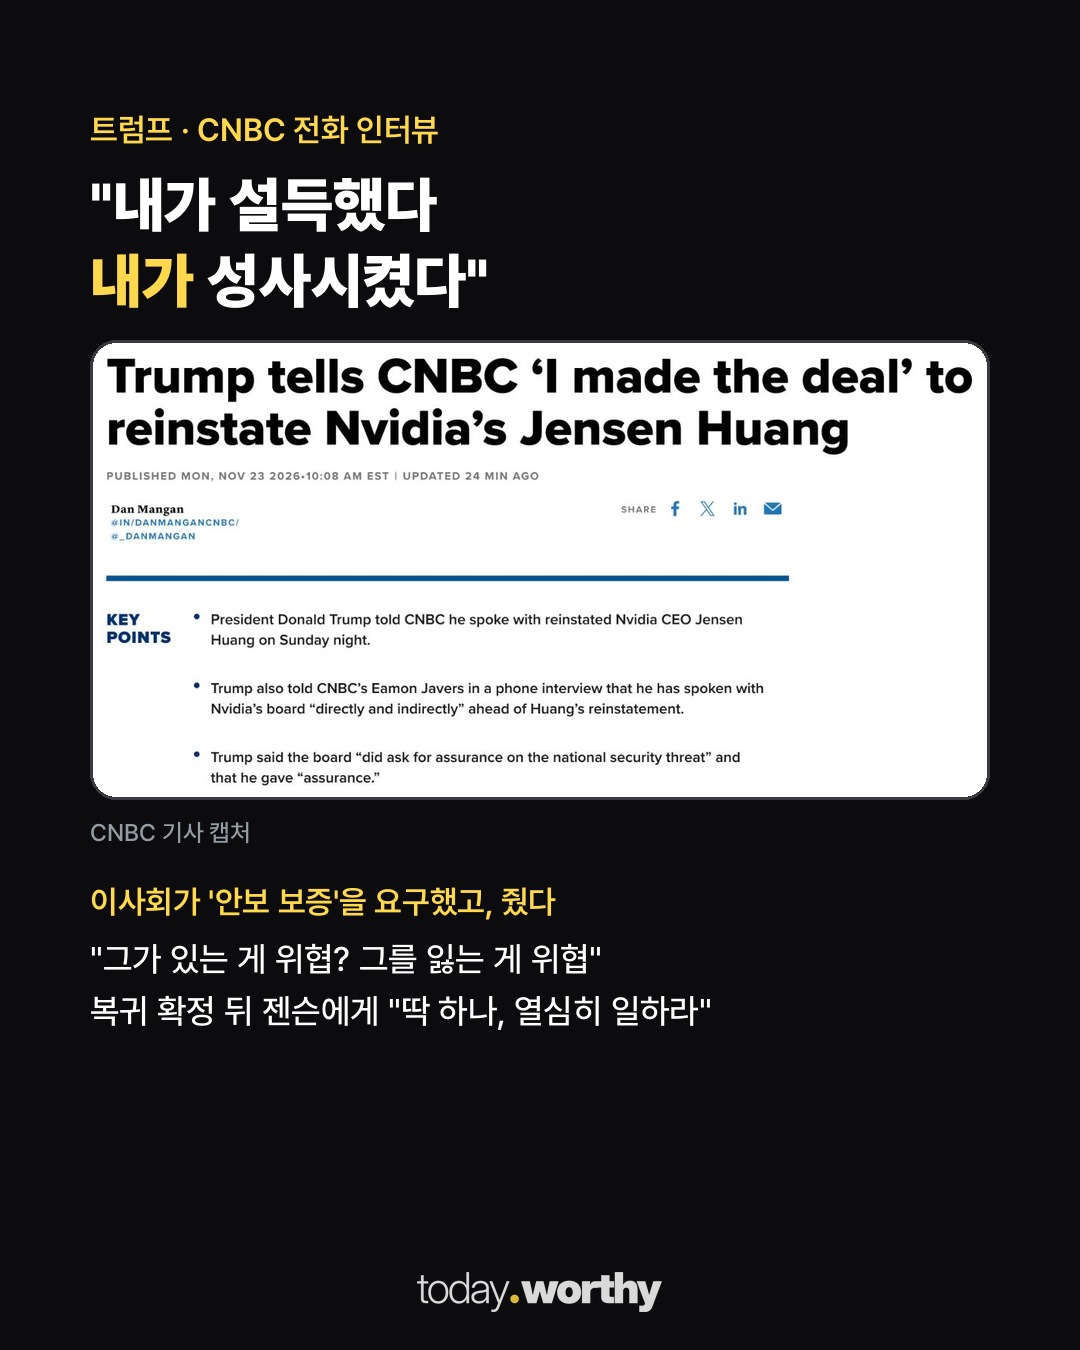 트럼프 · CNBC 전화 인터뷰
"내가 설득했다
내가 성사시켰다"
Trump tells CNBC ‘I made the deal’ to
reinstate Nvidia’s Jensen Huang
PUBLISHED MON, NOV 23 2026•10:08 AM EST | UPDATED 24 MIN AGO
Dan Mangan
@IN/DANMANGANCNBC/
@_DANMANGAN
SHARE
KEY
POINTS
• President Donald Trump told CNBC he spoke with reinstated Nvidia CEO Jensen
Huang on Sunday night.
• Trump also told CNBC’s Eamon Javers in a phone interview that he has spoken with
Nvidia’s board “directly and indirectly” ahead of Huang’s reinstatement.
• Trump said the board “did ask for assurance on the national security threat” and
that he gave “assurance.”
CNBC 기사 캡처
이사회가 '안보 보증'을 요구했고, 줬다
"그가 있는 게 위협? 그를 잃는 게 위협"
복귀 확정 뒤 젠슨에게 "딱 하나, 열심히 일하라"
today.worthy